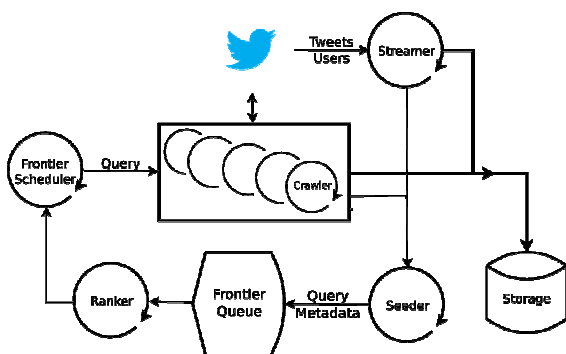 Tweets
Users
Streamer
Frontier
Scheduler
Query
Crawler
Ranker
Frontier
Queue
Query
Metadata
Seeder
Storage